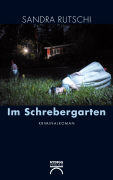 SANDRA RUTSCHI
Im Schrebergarten
KRIMINALROMAN